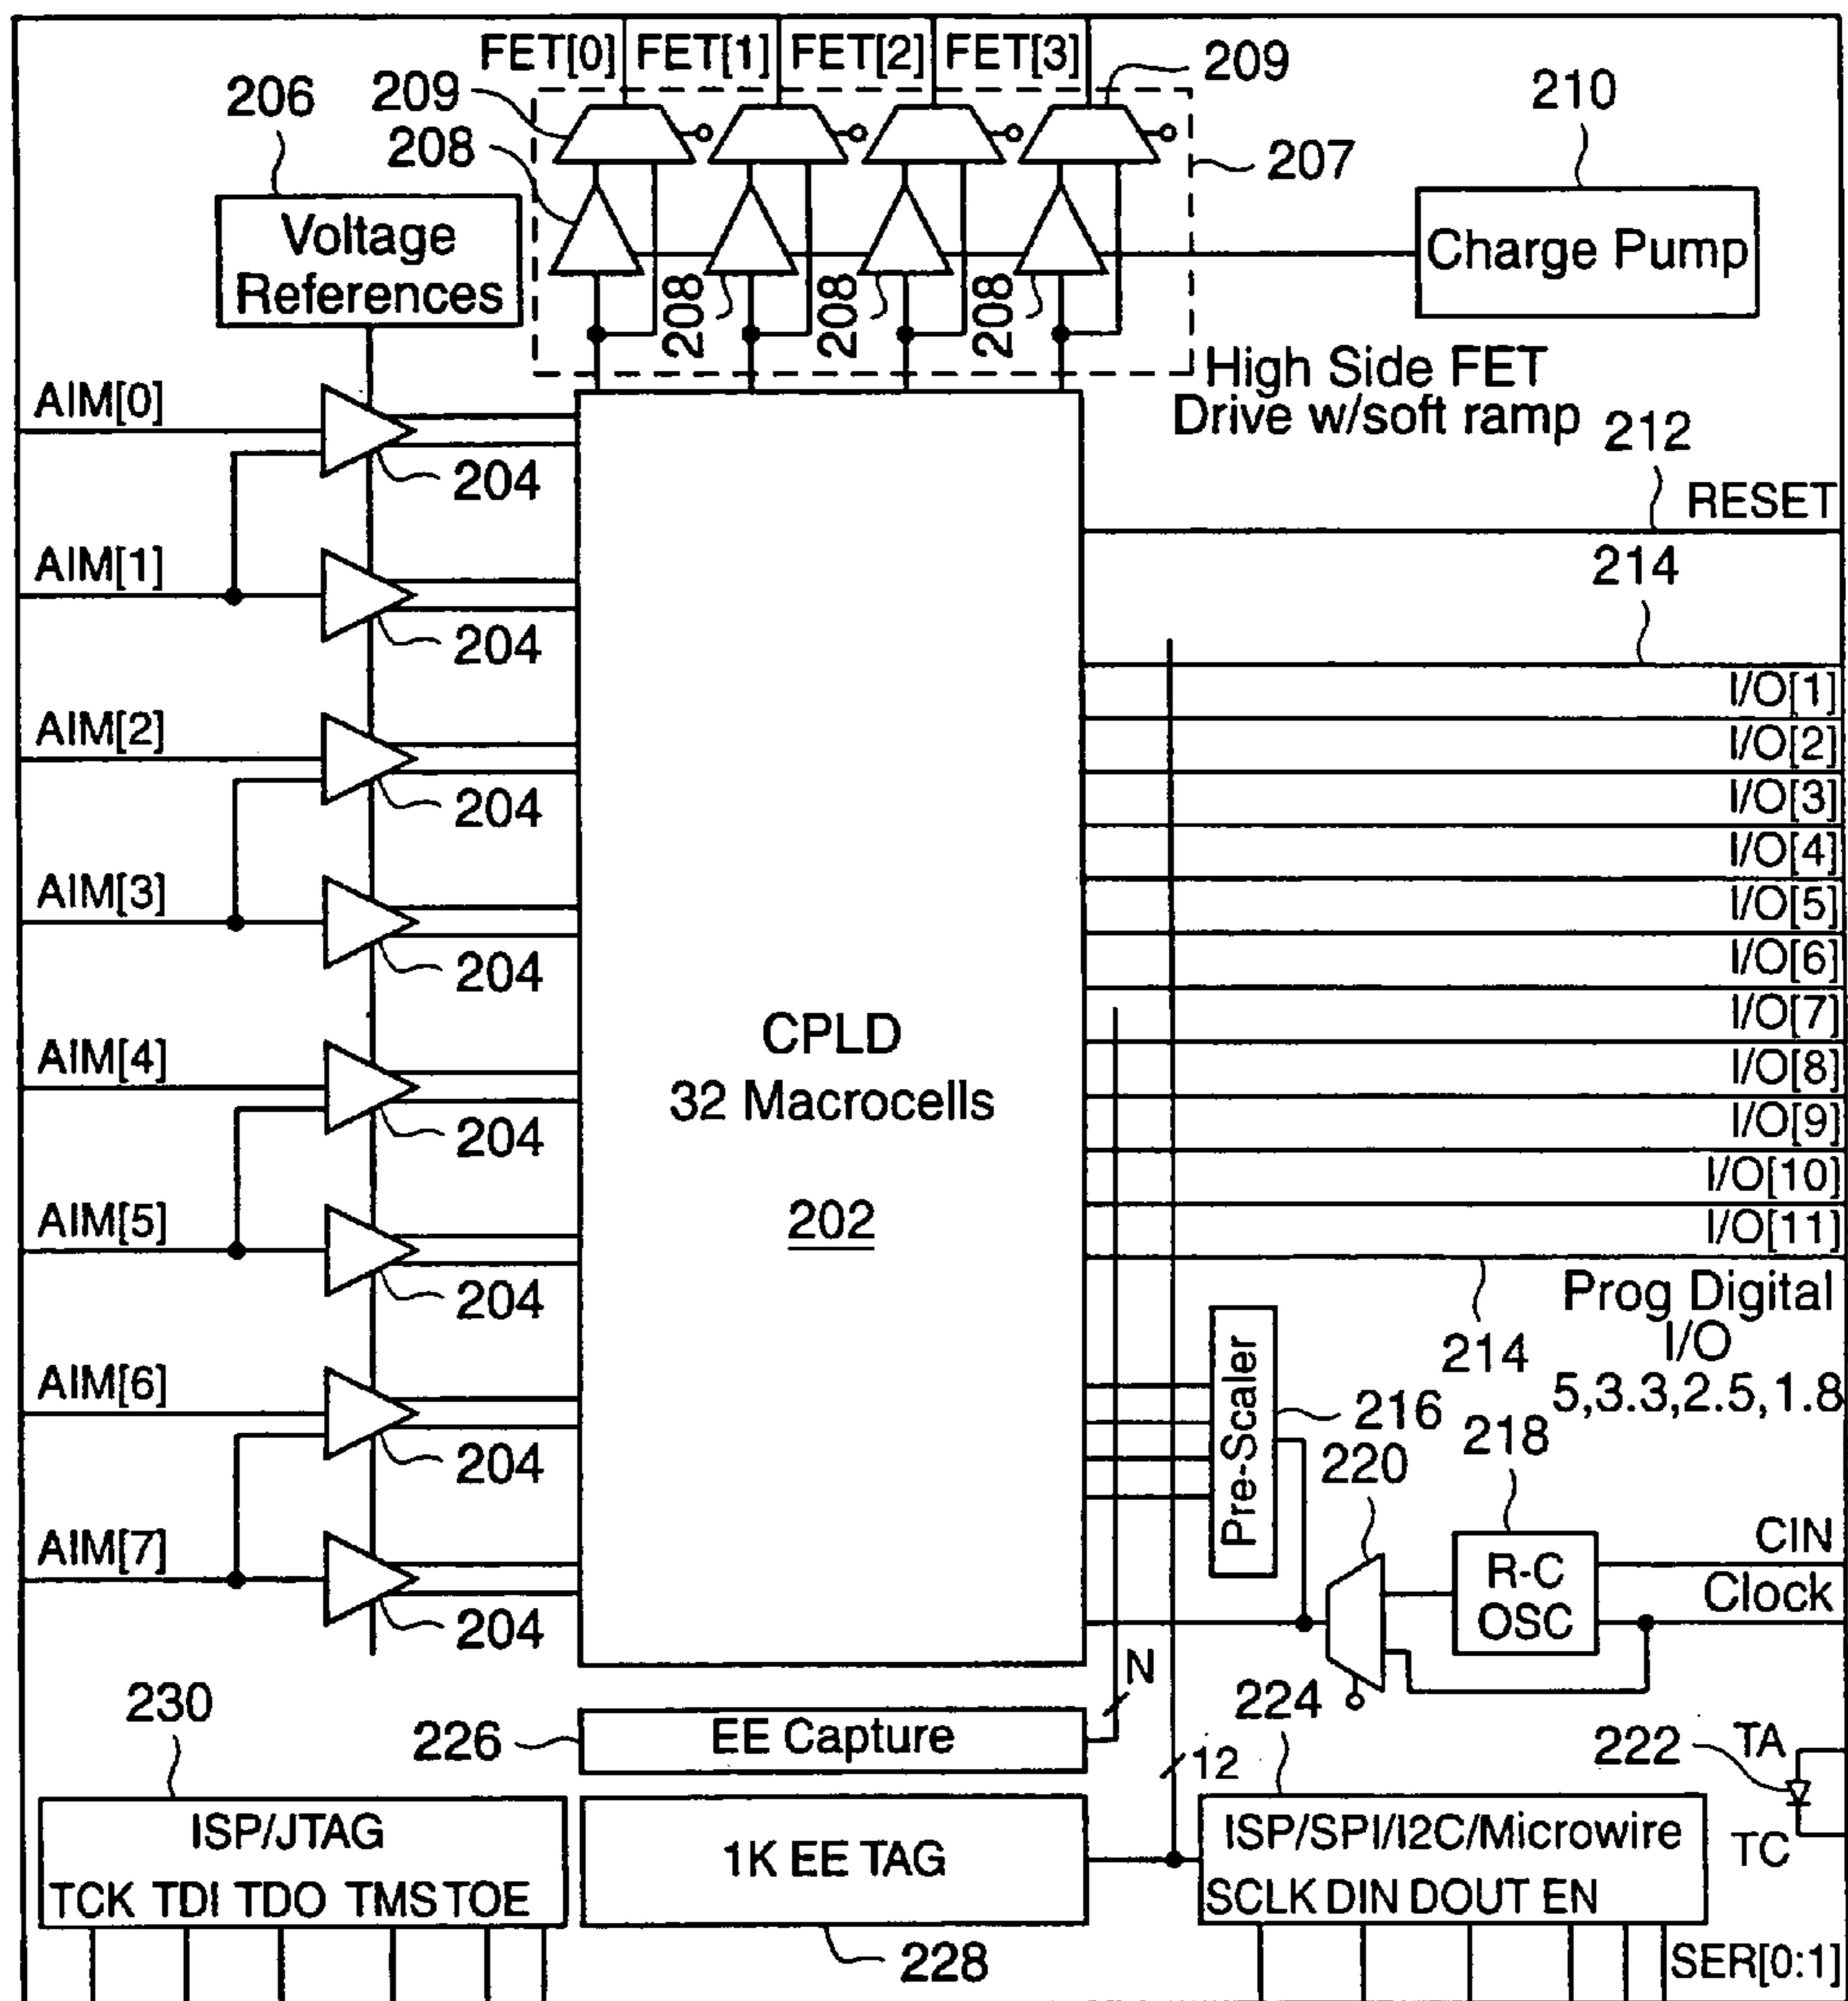 FET[0] FET[1] FET[2] FET[3]
206
209
208
209
207
210
Voltage
References
Charge Pump
208
208
208
High Side FET
Drive w/soft ramp
212
RESET
214
AIM[0]
204
AIM[1]
204
AIM[2]
204
AIM[3]
204
AIM[4]
204
AIM[5]
204
AIM[6]
204
AIM[7]
204
CPLD
32 Macrocells
202
I/O[1]
I/O[2]
I/O[3]
I/O[4]
I/O[5]
I/O[6]
I/O[7]
I/O[8]
I/O[9]
I/O[10]
I/O[11]
214
Prog Digital
I/O
5,3.3,2.5,1.8
Pre-Scaler
216
220
218
R-C
OSC
CIN
Clock
N
12
226
EE Capture
224
222
TA
TC
230
ISP/JTAG
TCK TDI TDO TMS TOE
1K EE TAG
228
ISP/SPI/I2C/Microwire
SCLK DIN DOUT EN
SER[0:1]